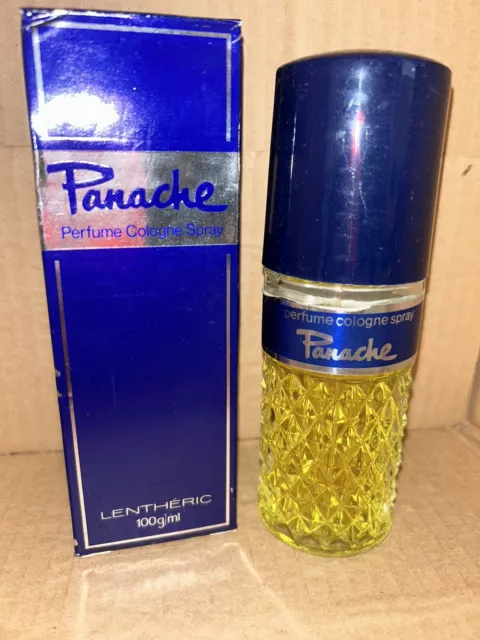 Panache
Perfume Cologne Spray
LENTHÉRIC
100g/ml
perfume cologne spray
Panache